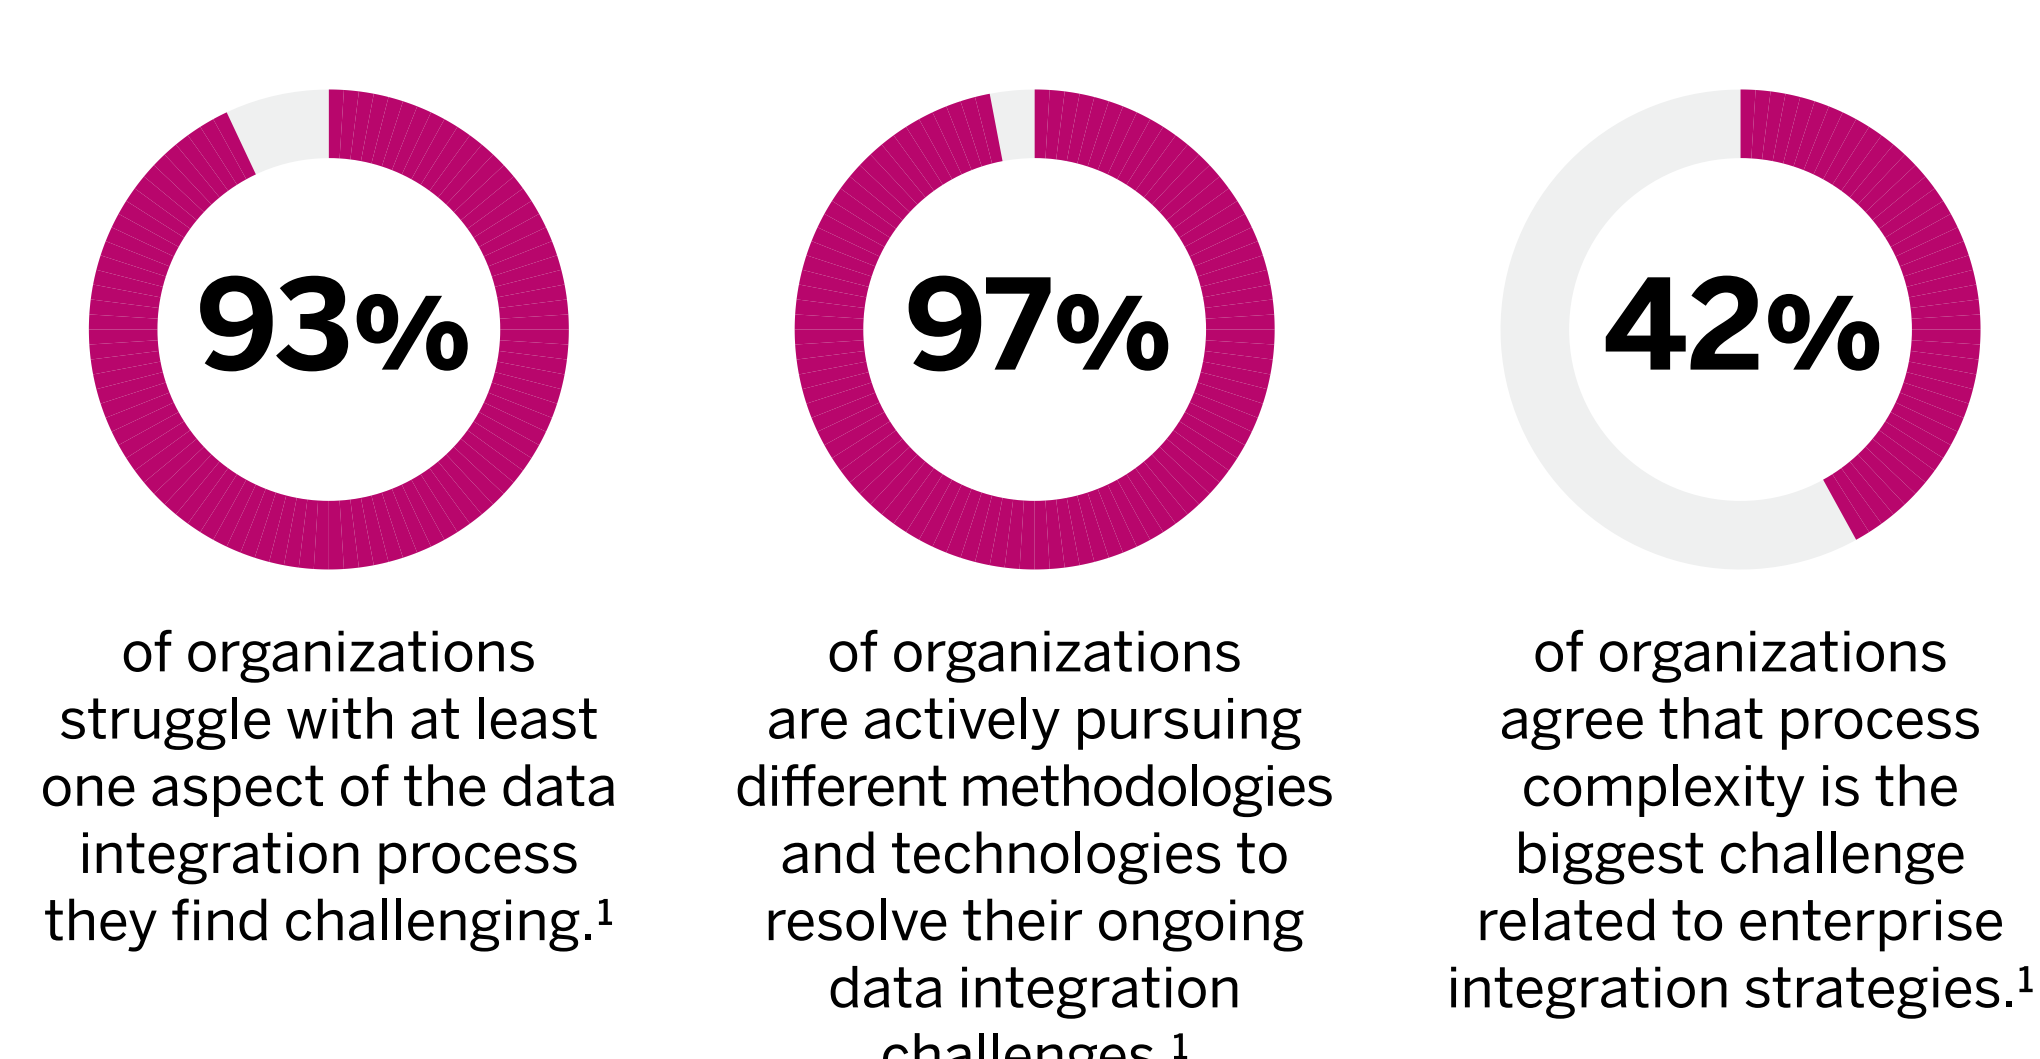 93%
of organizations
struggle with at least
one aspect of the data
integration process
they find challenging.¹
97%
of organizations
are actively pursuing
different methodologies
and technologies to
resolve their ongoing
data integration
challenges.¹
42%
of organizations
agree that process
complexity is the
biggest challenge
related to enterprise
integration strategies.¹